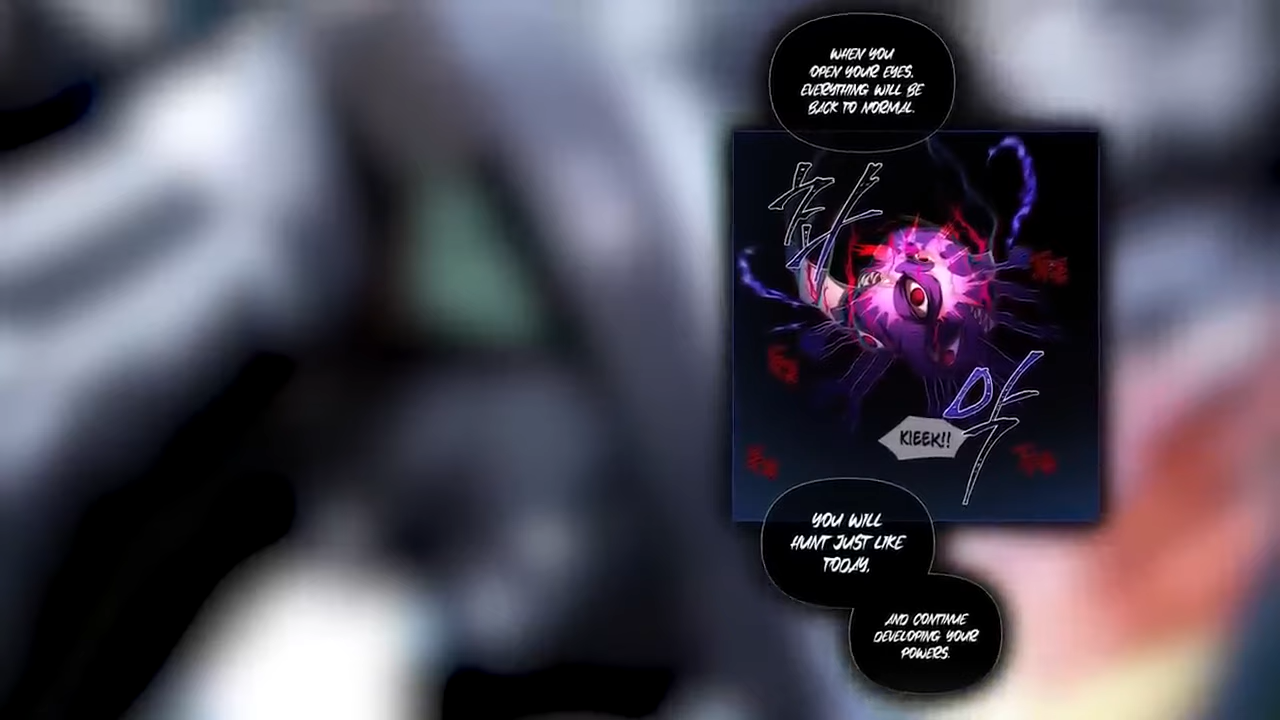 WHEN YOU
OPEN YOUR EYES,
EVERYTHING WILL BE
BACK TO NORMAL.
KIEEK!!
YOU WILL
HUNT JUST LIKE
TODAY,
AND CONTINUE
DEVELOPING YOUR
POWERS.